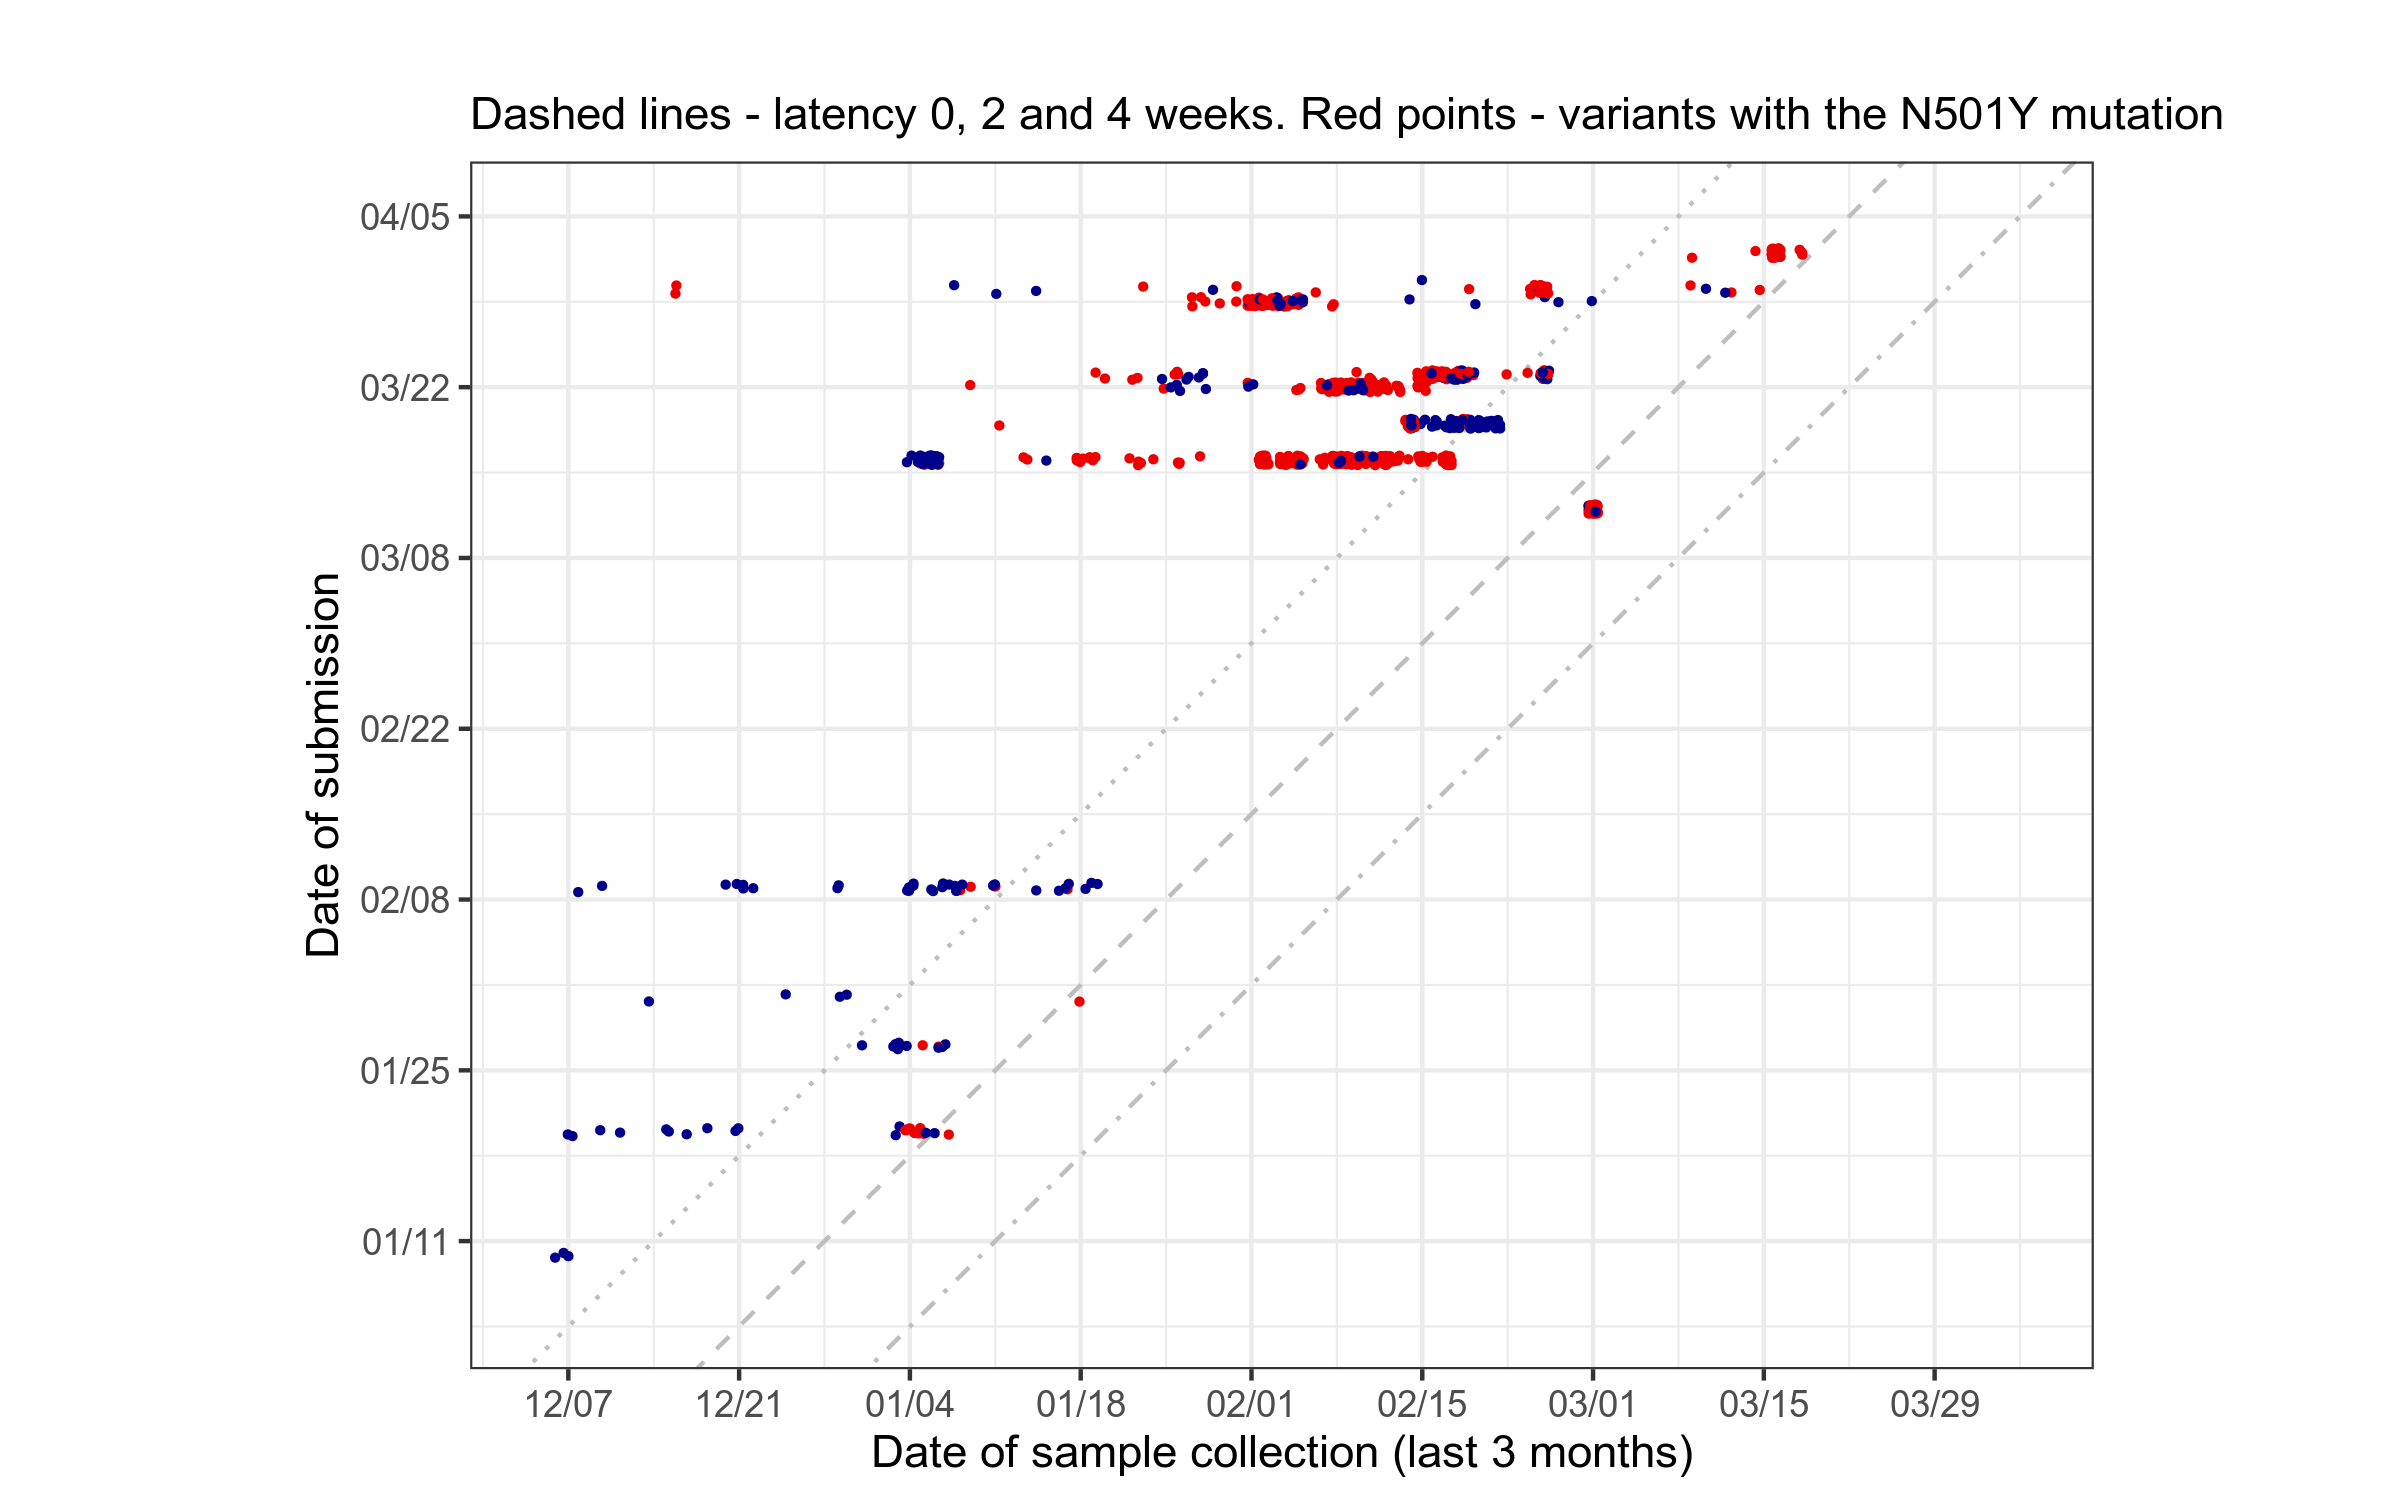 Dashed lines - latency 0, 2 and 4 weeks. Red points - variants with the N501Y mutation
Date of submission
04/05
03/22
03/08
02/22
02/08
01/25
01/11
12/07 12/21 01/04 01/18 02/01 02/15 03/01 03/15 03/29
Date of sample collection (last 3 months)